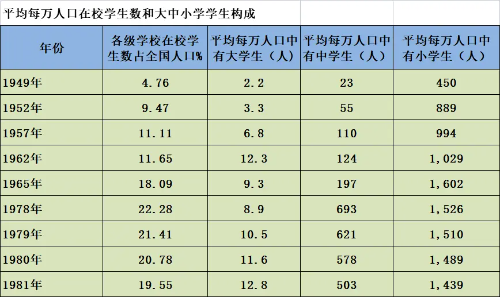 平均每万人口在校学生数和大中小学学生构成
年份 各级学校在校学生数占全国人口% 平均每万人口中有大学生（人） 平均每万人口中有中学生（人） 平均每万人口中有小学生（人）
1949年 4.76 2.2 23 450
1952年 9.47 3.3 55 889
1957年 11.11 6.8 110 994
1962年 11.65 12.3 124 1,029
1965年 18.09 9.3 197 1,602
1978年 22.28 8.9 693 1,526
1979年 21.41 10.5 621 1,510
1980年 20.78 11.6 578 1,489
1981年 19.55 12.8 503 1,439